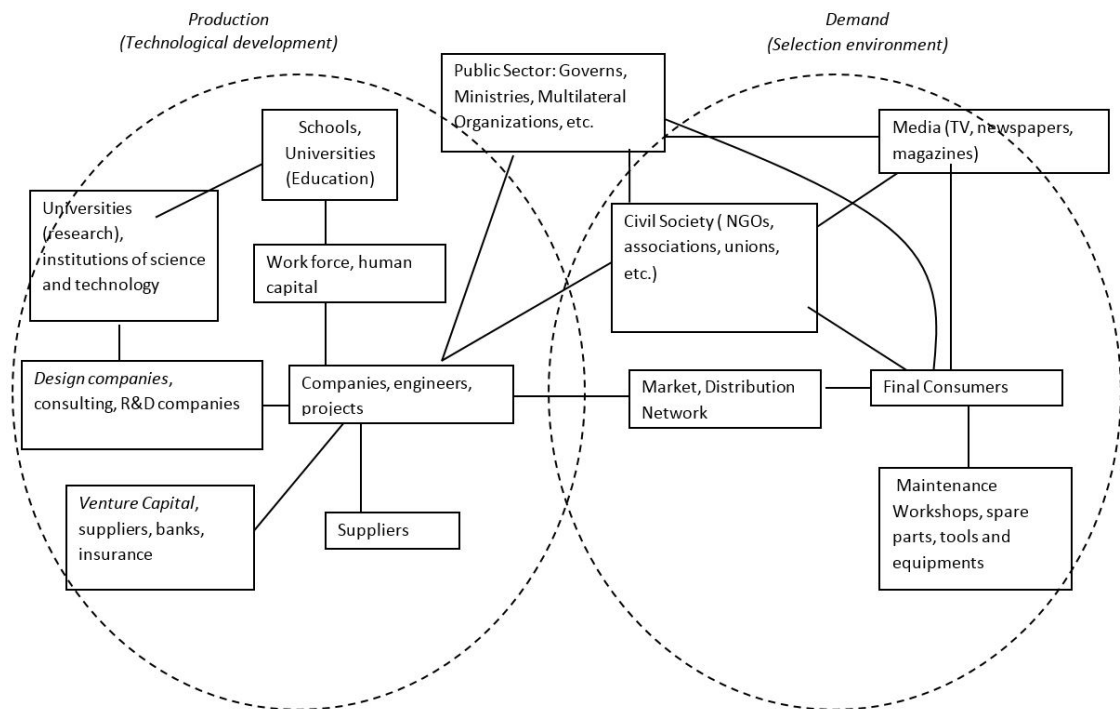 Production
(Technological development)
Demand
(Selection environment)
Public Sector: Governs,
Ministries, Multilateral
Organizations, etc.
Schools,
Universities
(Education)
Media (TV, newspapers,
magazines)
Universities
(research),
institutions of science
and technology
Civil Society ( NGOs,
associations, unions,
etc.)
Work force, human
capital
Design companies,
consulting, R&D companies
Companies, engineers,
projects
Market, Distribution
Network
Final Consumers
Venture Capital,
suppliers, banks,
insurance
Suppliers
Maintenance
Workshops, spare
parts, tools and
equipments